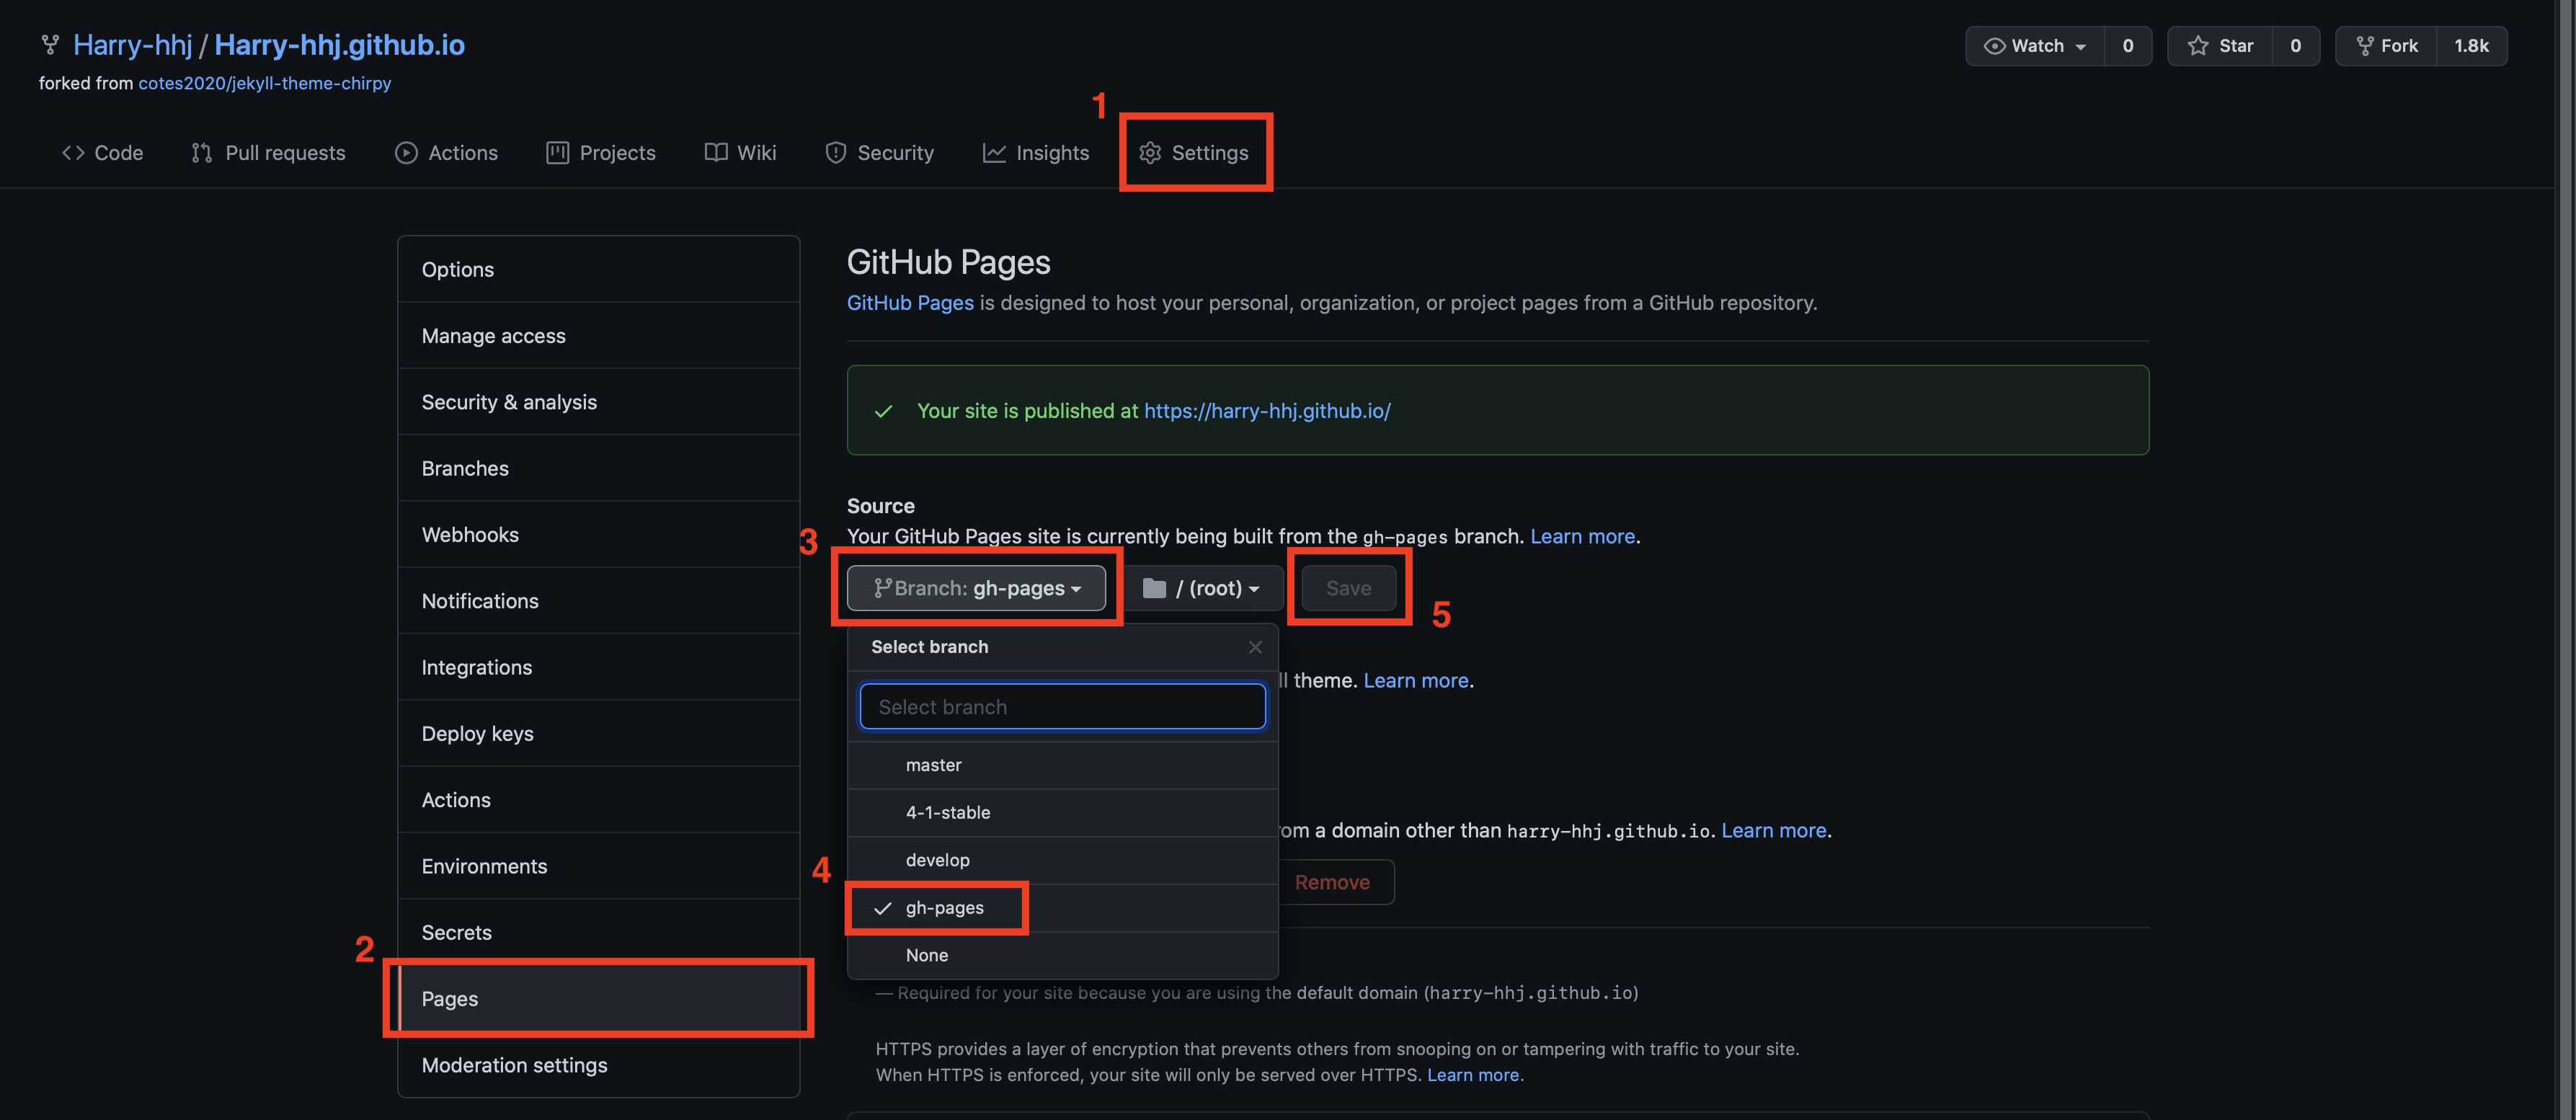 Harry-hhj / Harry-hhj.github.io
forked from cotes2020/jekyll-theme-chirpy
Watch 0
Star 0
Fork 1.8k
1
Code
Pull requests
Actions
Projects
Wiki
Security
Insights
Settings
Options
Manage access
Security & analysis
Branches
Webhooks
Notifications
Integrations
Deploy keys
Actions
Environments
Secrets
2
Pages
Moderation settings
GitHub Pages
GitHub Pages is designed to host your personal, organization, or project pages from a GitHub repository.
Your site is published at https://harry-hhj.github.io/
Source
Your GitHub Pages site is currently being built from the gh-pages branch. Learn more.
3
Branch: gh-pages
/ (root)
Save
5
Select branch
Select branch
master
4-1-stable
develop
4
gh-pages
None
theme. Learn more.
a domain other than harry-hhj.github.io. Learn more.
Remove
— Required for your site because you are using the default domain (harry-hhj.github.io)
HTTPS provides a layer of encryption that prevents others from snooping on or tampering with traffic to your site.
When HTTPS is enforced, your site will only be served over HTTPS. Learn more.